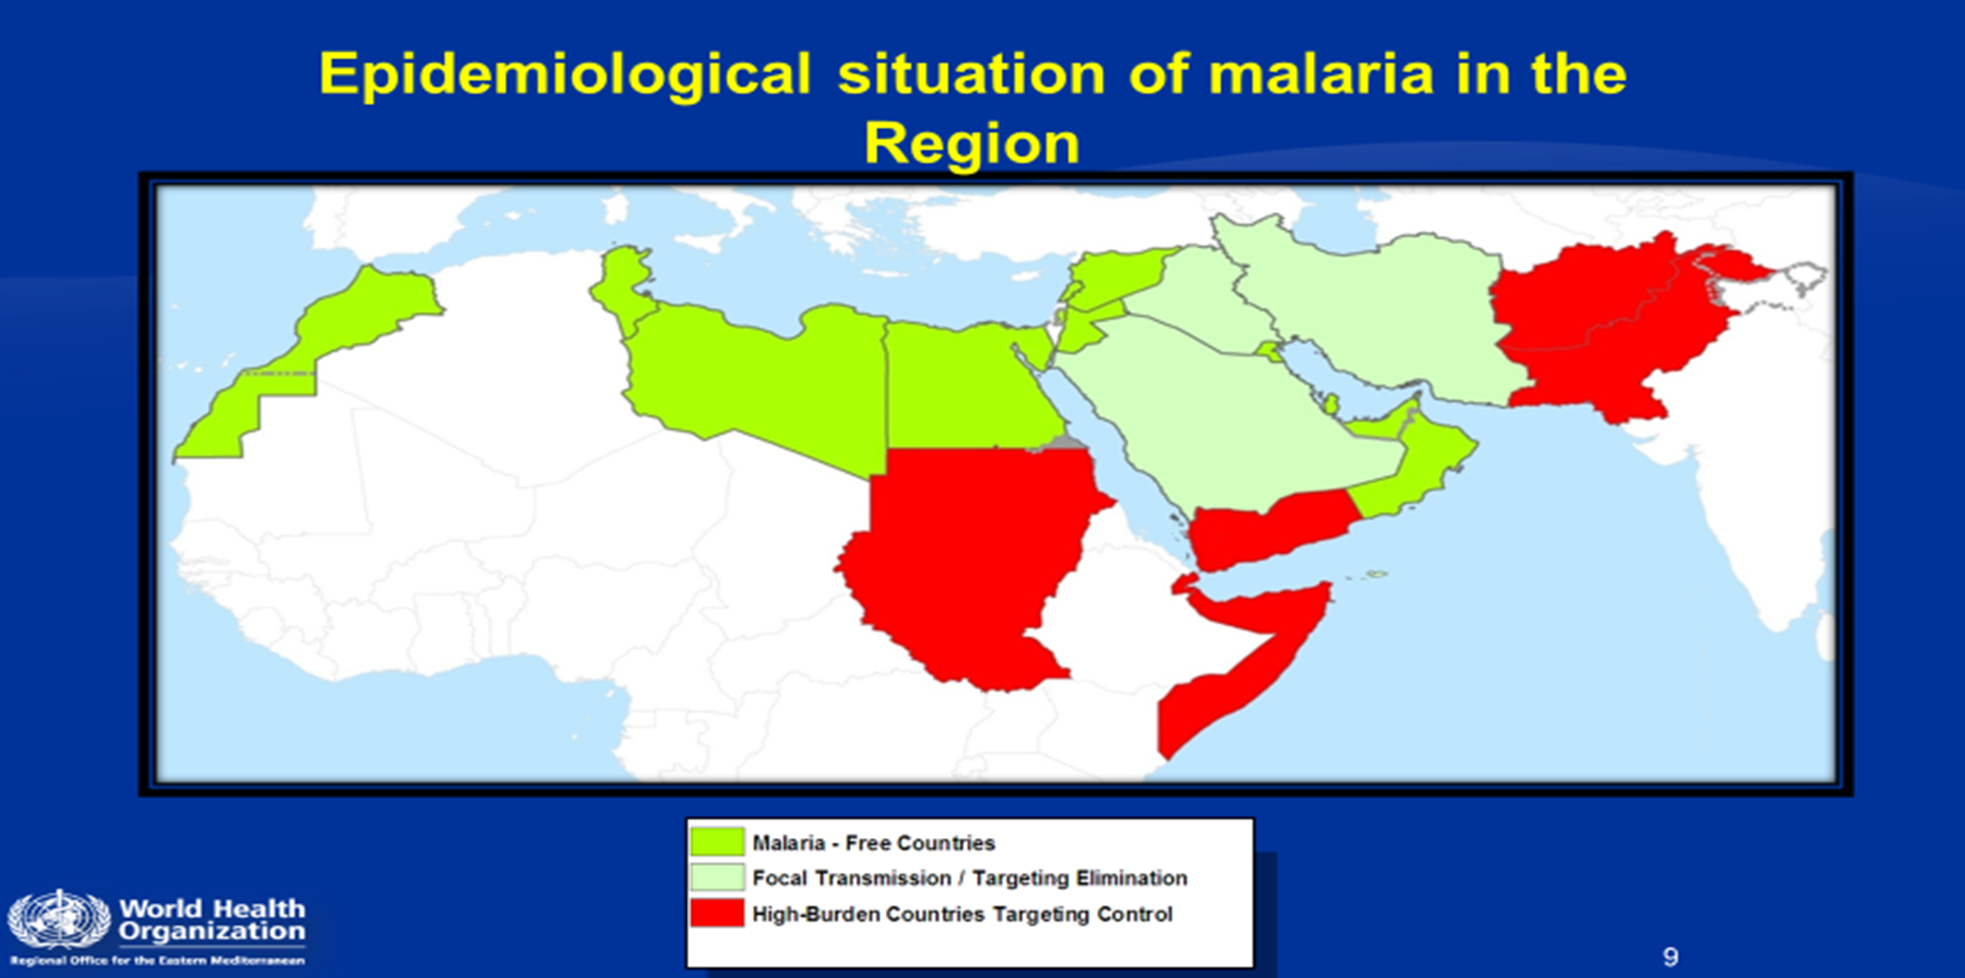 Epidemiological situation of malaria in the
Region
Malaria - Free Countries
Focal Transmission / Targeting Elimination
High-Burden Countries Targeting Control
World Health
Organization
Regional Office for the Eastern Mediterranean
9